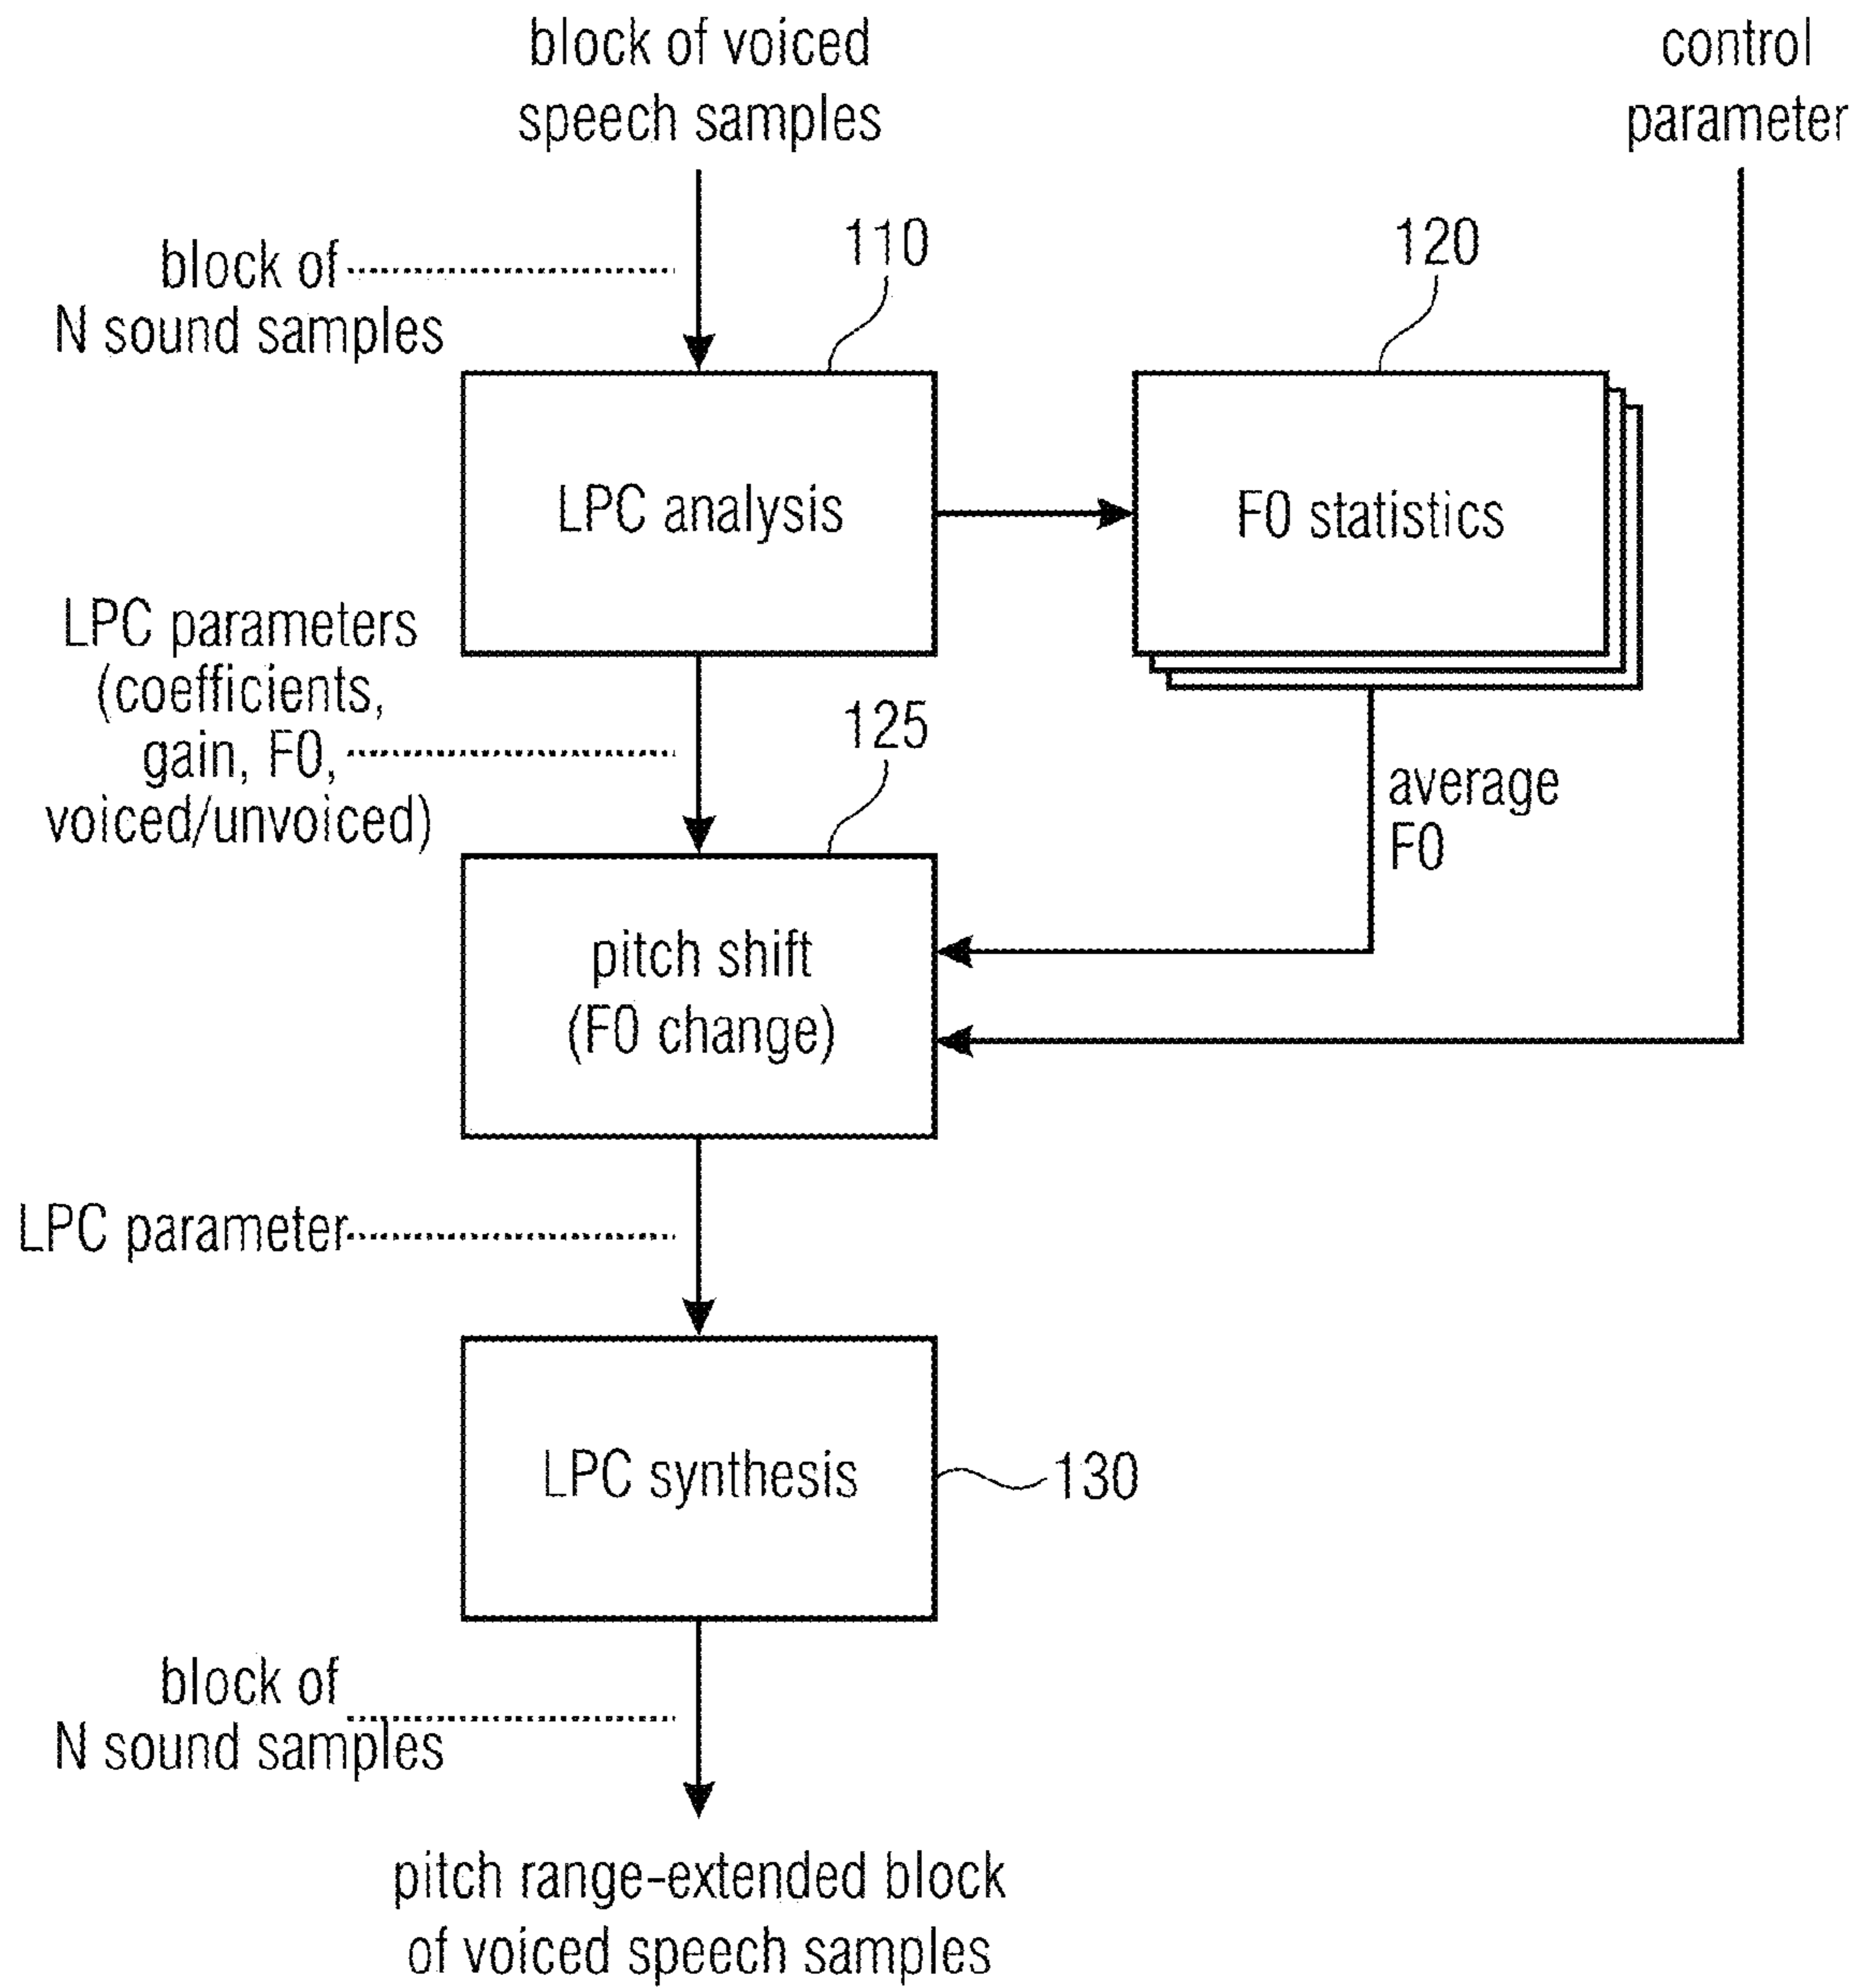 block of voiced
speech samples
control
parameter
block of
N sound samples
110
120
LPC analysis
F0 statistics
LPC parameters
(coefficients,
gain, F0,
voiced/unvoiced)
125
average
F0
pitch shift
(F0 change)
LPC parameter
LPC synthesis
130
block of
N sound samples
pitch range-extended block
of voiced speech samples